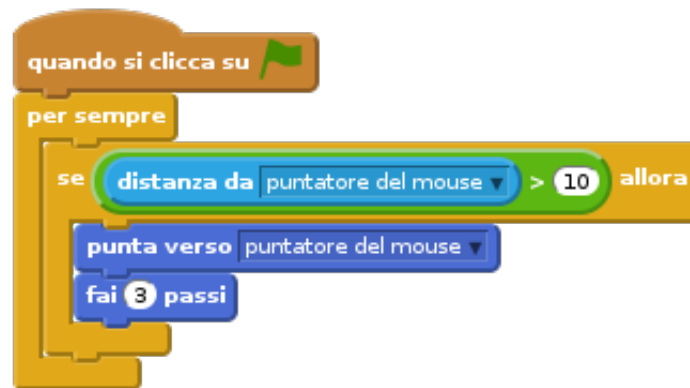 quando si clicca su
per sempre
se distanza da puntatore del mouse > 10 allora
punta verso puntatore del mouse
fai 3 passi